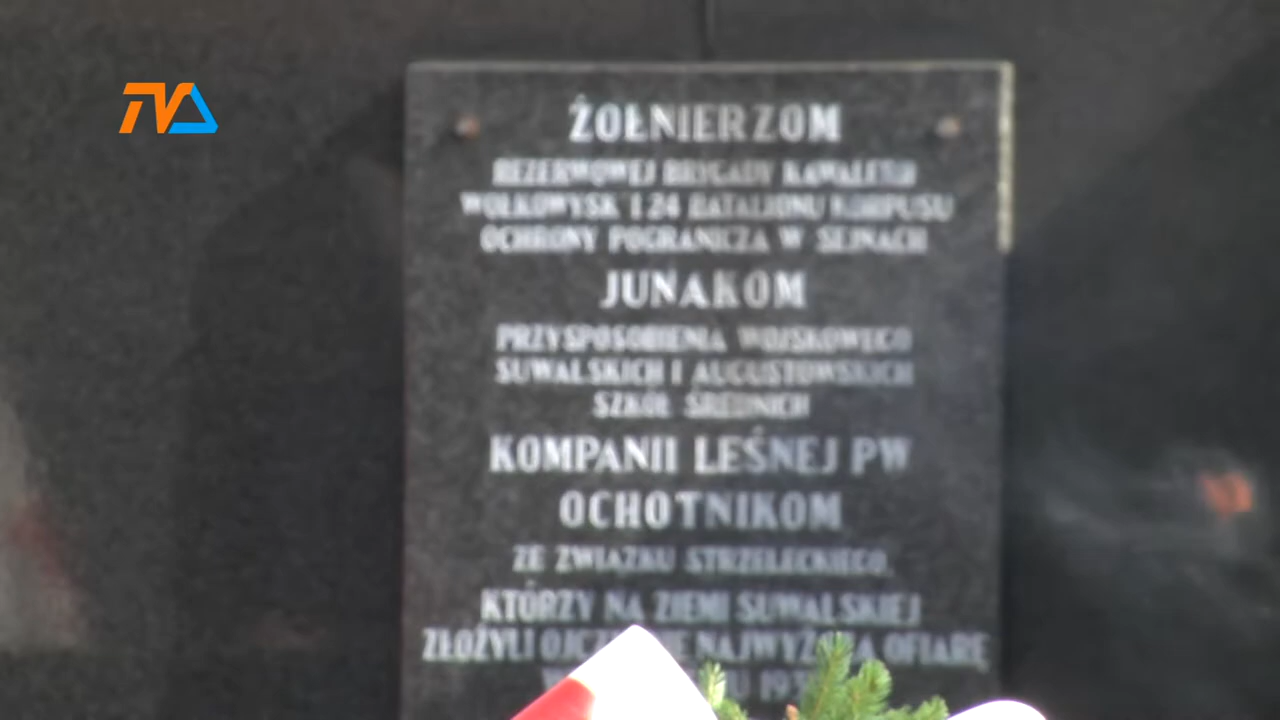 TVA
ŻOŁNIERZOM
REZERWOWEJ BRYGADY KAWALERII
WOŁKOWYSK I 24 BATALIONU KORPUSU
OCHRONY POGRANICZA W SEJNACH
JUNAKOM
PRZYSPOSOBIENIA WOJSKOWEGO
SUWALSKICH I AUGUSTOWSKICH
SZKÓŁ ŚREDNICH
KOMPANII LEŚNEJ PW
OCHOTNIKOM
ZE ZWIĄZKU STRZELECKIEGO,
KTÓRZY NA ZIEMI SUWALSKIEJ
ZŁOŻYLI NAJWYŻSZĄ OFIARĘ